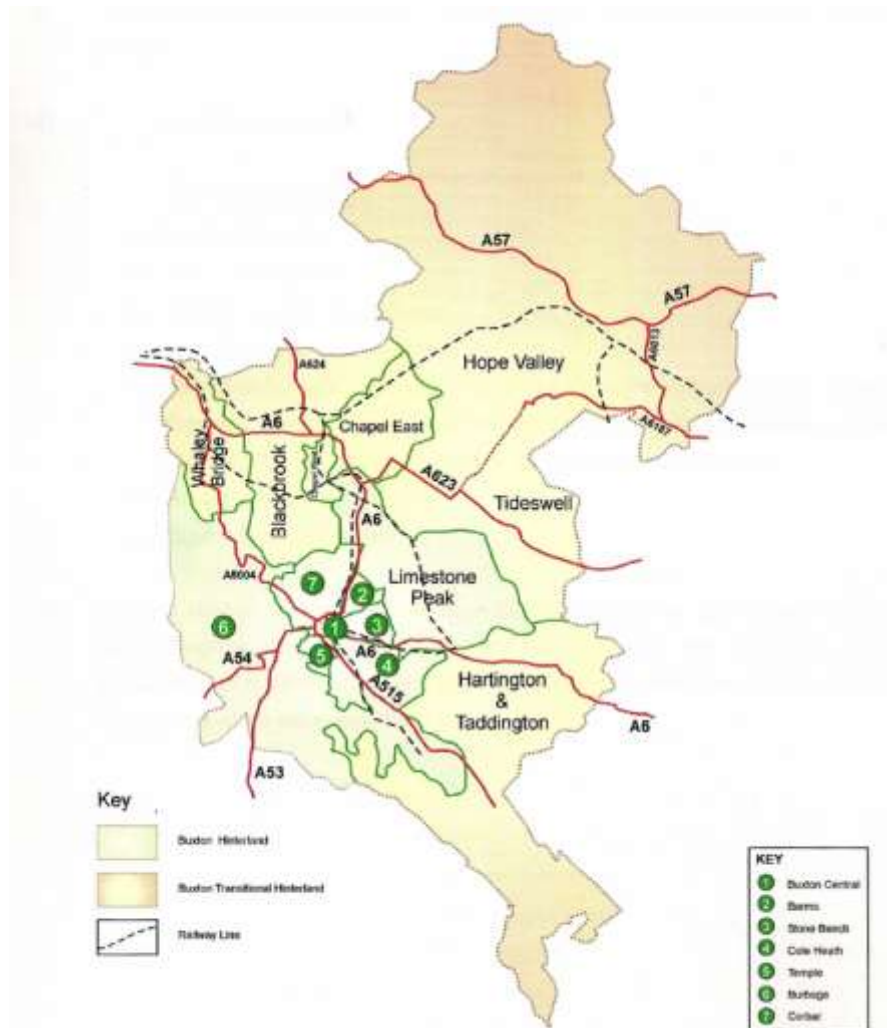 A57
A57
A6013
Hope Valley
A624
A6187
A6
Chapel East
Whaley
Bridge
Blackbrook
A623
Tideswell
A6
Limestone
Peak
A5004
7
2
6
1
3
A6
5
4
A54
A515
Hartington
&
Taddington
A6
A53
Key
Buxton Hinterland
Buxton Transitional Hinterland
Railway Line
KEY
1 Buxton Central
2 Barms
3 Stone Bench
4 Cote Heath
5 Temple
6 Burbage
7 Corbar